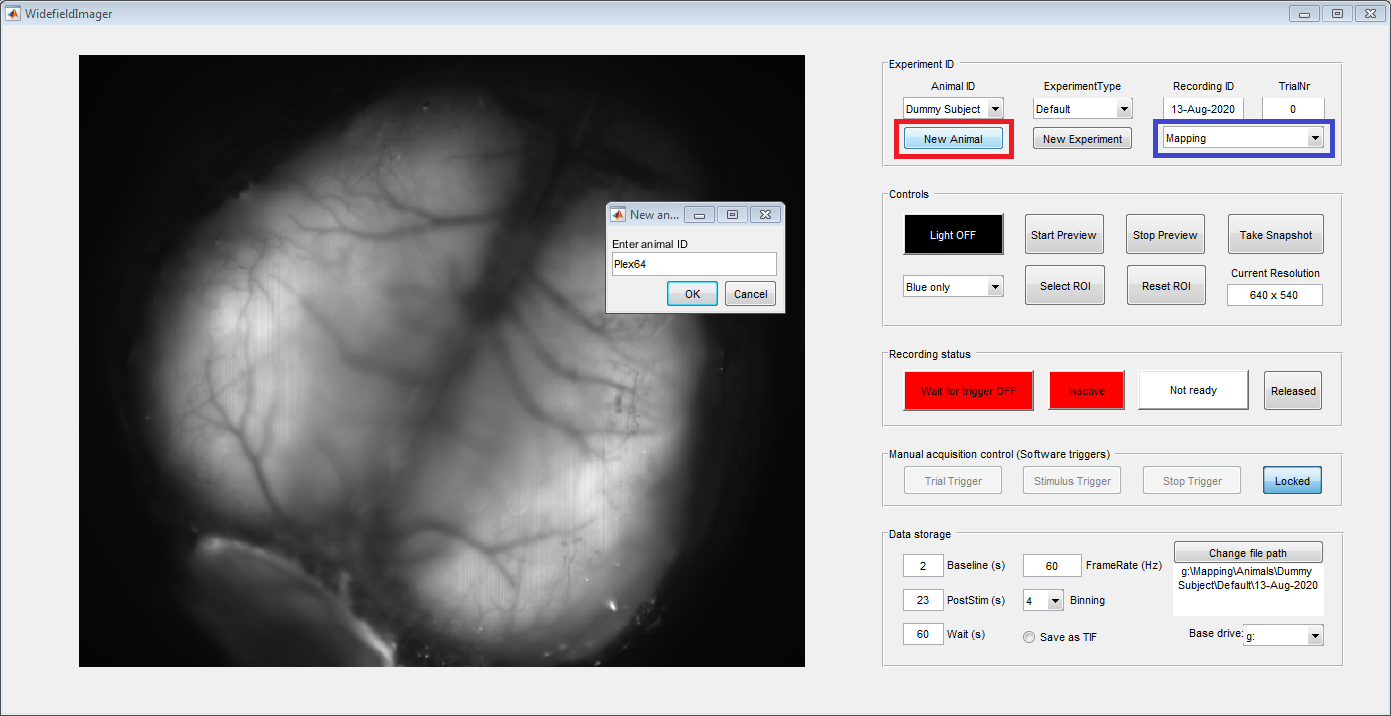 WidefieldImager
Experiment ID
Animal ID ExperimentType Recording ID TrialNr
Dummy Subject Default 13-Aug-2020 0
New Animal New Experiment Mapping
New an...
Enter animal ID
Plex64
OK Cancel
Controls
Light OFF Start Preview Stop Preview Take Snapshot
Blue only Select ROI Reset ROI Current Resolution
640 x 540
Recording status
Wait for trigger OFF Inactive Not ready Released
Manual acquisition control (Software triggers)
Trial Trigger Stimulus Trigger Stop Trigger Locked
Data storage
2 Baseline (s) 60 FrameRate (Hz) Change file path
g:\Mapping\Animals\Dummy
Subject\Default\13-Aug-2020
23 PostStim (s) 4 Binning
60 Wait (s) Save as TIF Base drive: g: